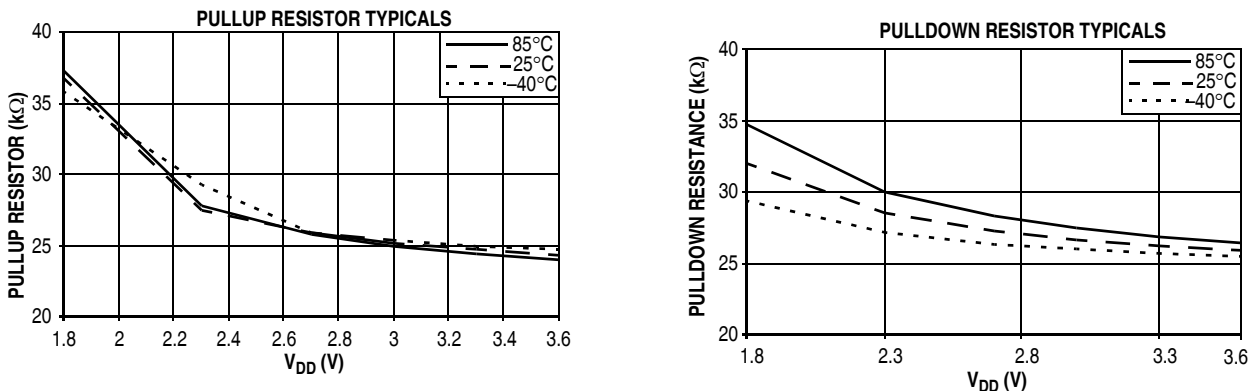 PULLUP RESISTOR TYPICALS
PULLUP RESISTOR (kΩ)
40
35
30
25
20
85°C
25°C
–40°C
1.8 2 2.2 2.4 2.6 2.8 3 3.2 3.4 3.6
VDD (V)
PULLDOWN RESISTOR TYPICALS
PULLDOWN RESISTANCE (kΩ)
40
35
30
25
20
85°C
25°C
–40°C
1.8 2.3 2.8 3.3 3.6
VDD (V)